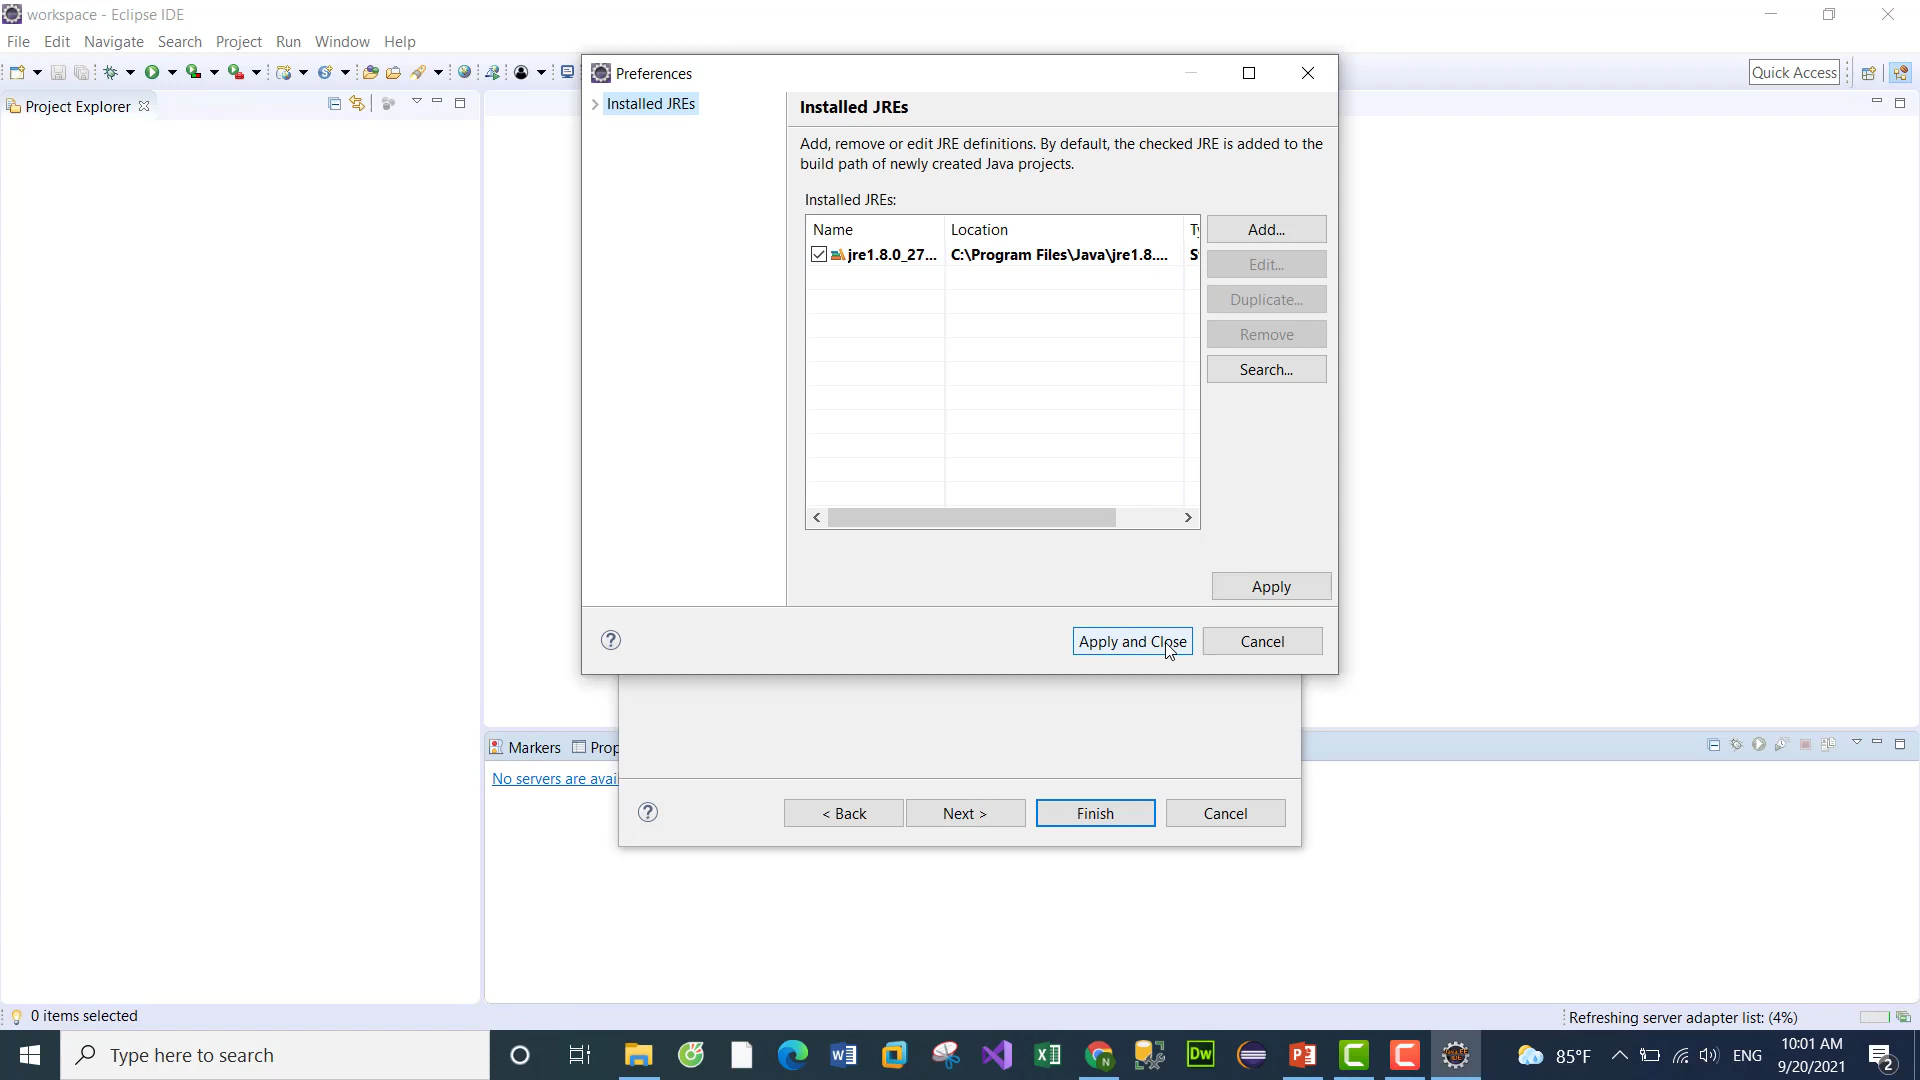 workspace - Eclipse IDE
File Edit Navigate Search Project Run Window Help
Quick Access
Project Explorer
Preferences
Installed JREs
Installed JREs
Add, remove or edit JRE definitions. By default, the checked JRE is added to the
build path of newly created Java projects.
Installed JREs:
Name Location Ty
jre1.8.0_27... C:\Program Files\Java\jre1.8.... S
Add...
Edit...
Duplicate...
Remove
Search...
Apply
Apply and Close Cancel
Markers Prop
No servers are avai
< Back Next > Finish Cancel
0 items selected
Refreshing server adapter list: (4%)
Type here to search
85°F ENG
10:01 AM
9/20/2021
2